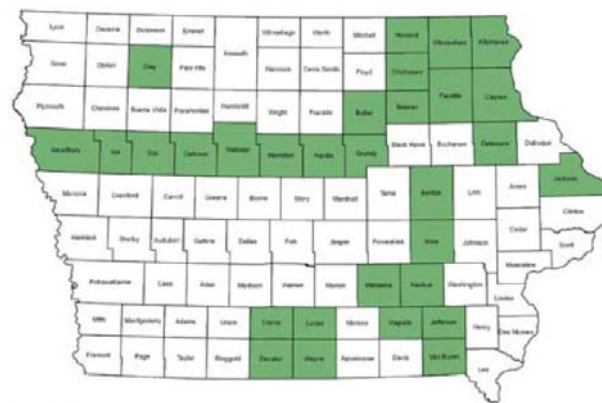 Lyon Osceola Dickinson Emmet Winnebago Worth Mitchell Howard Winneshiek Allamakee
Kossuth
Sioux O'Brien Clay Palo Alto Hancock Cerro Gordo Floyd Chickasaw
Plymouth Cherokee Buena Vista Pocahontas Humboldt Wright Franklin Butler Bremer Fayette Clayton
Woodbury Ida Sac Calhoun Webster Hamilton Hardin Grundy Black Hawk Buchanan Delaware Dubuque
Monona Crawford Carroll Greene Boone Story Marshall Tama Benton Linn Jones Jackson
Clinton
Harrison Shelby Audubon Guthrie Dallas Polk Jasper Poweshiek Iowa Johnson Cedar Scott
Muscatine
Pottawattamie Cass Adair Madison Warren Marion Mahaska Keokuk Washington Louisa
Mills Montgomery Adams Union Clarke Lucas Monroe Wapello Jefferson Henry Des Moines
Fremont Page Taylor Ringgold Decatur Wayne Appanoose Davis Van Buren Lee